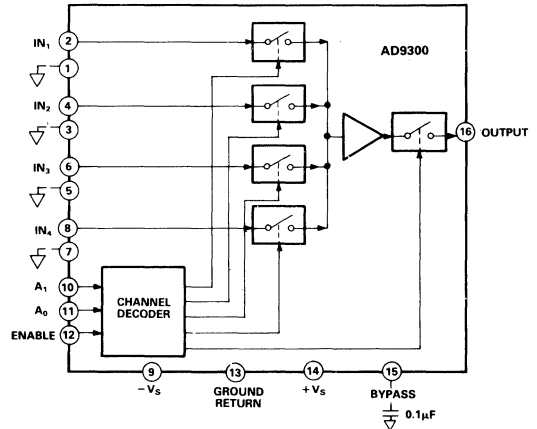 AD9300
IN1 2
1
IN2 4
3
IN3 6
5
IN4 8
7
16 OUTPUT
A1 10
A0 11
ENABLE 12
CHANNEL
DECODER
9 13 14 15
−VS
GROUND
RETURN
+VS
BYPASS
0.1μF